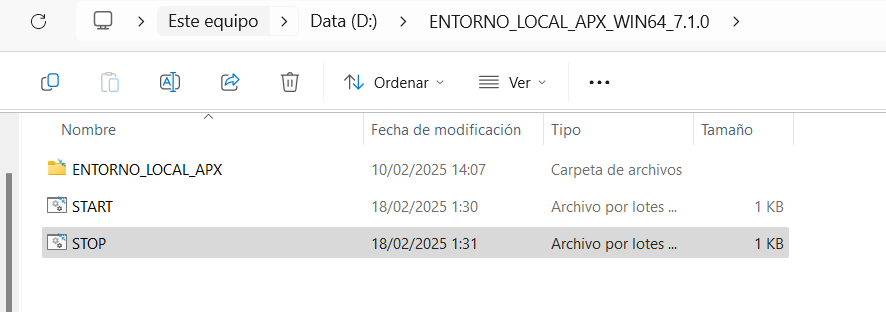 Este equipo > Data (D:) > ENTORNO_LOCAL_APX_WIN64_7.1.0 >
Ordenar Ver ...
Nombre Fecha de modificación Tipo Tamaño
ENTORNO_LOCAL_APX 10/02/2025 14:07 Carpeta de archivos
START 18/02/2025 1:30 Archivo por lotes ... 1 KB
STOP 18/02/2025 1:31 Archivo por lotes ... 1 KB